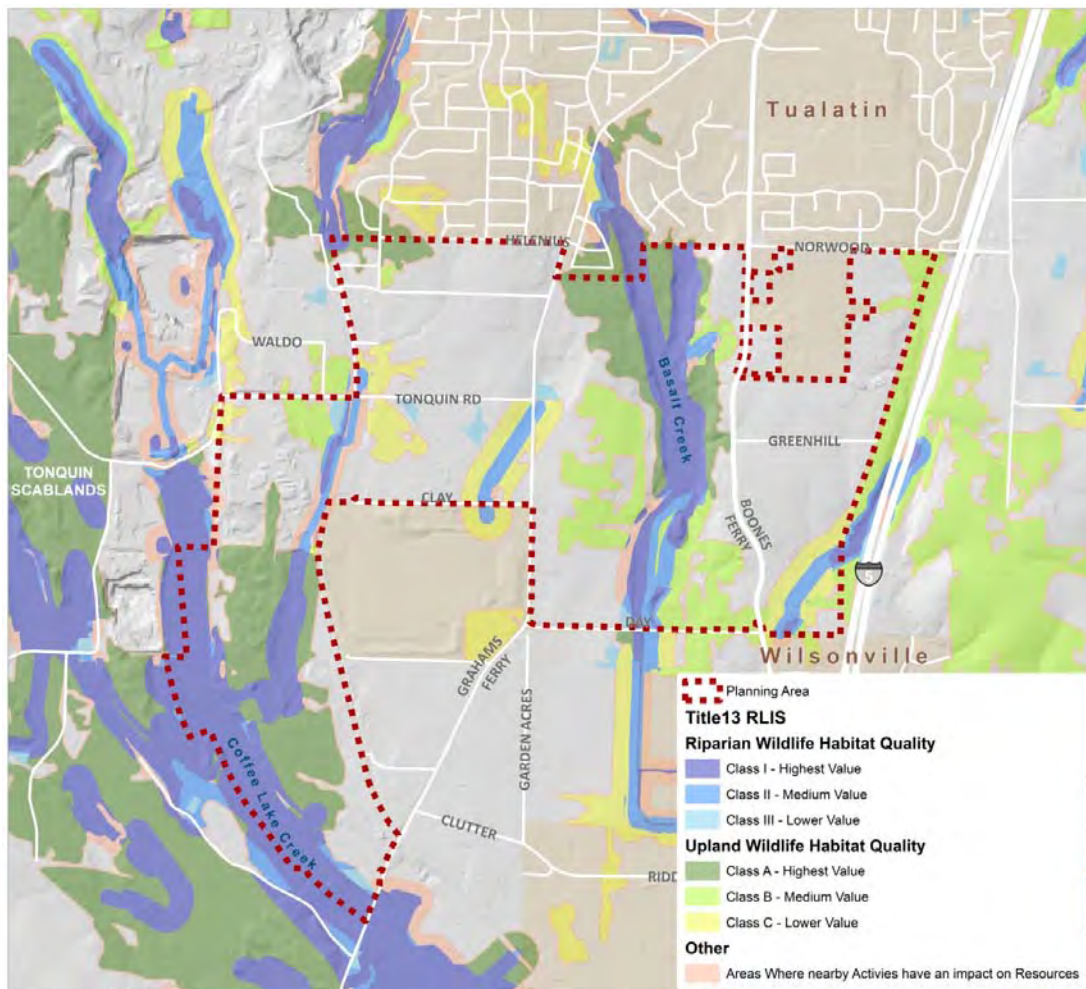 Tualatin
HELENIUS
NORWOOD
WALDO
Basalt Creek
TONQUIN RD
GREENHILL
TONQUIN
SCABLANDS
CLAY
BOONES
FERRY
5
DAY
Wilsonville
GRAHAMS
FERRY
GARDEN ACRES
Coffee Lake Creek
CLUTTER
RIDD
Planning Area
Title13 RLIS
Riparian Wildlife Habitat Quality
Class I - Highest Value
Class II - Medium Value
Class III - Lower Value
Upland Wildlife Habitat Quality
Class A - Highest Value
Class B - Medium Value
Class C - Lower Value
Other
Areas Where nearby Activies have an impact on Resources